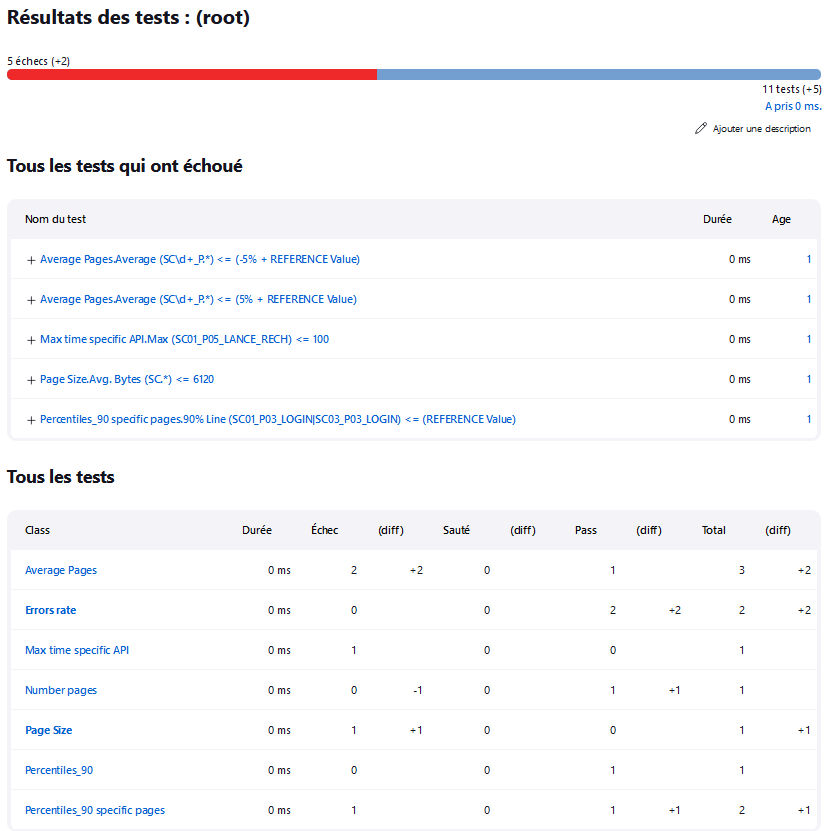 Résultats des tests : (root)
5 échecs (+2)
11 tests (+5)
A pris 0 ms.
Ajouter une description
Tous les tests qui ont échoué
Nom du test Durée Age
+ Average Pages.Average (SC\d+_P.*) <= (-5% + REFERENCE Value) 0 ms 1
+ Average Pages.Average (SC\d+_P.*) <= (5% + REFERENCE Value) 0 ms 1
+ Max time specific API.Max (SC01_P05_LANCE_RECH) <= 100 0 ms 1
+ Page Size.Avg. Bytes (SC.*) <= 6120 0 ms 1
+ Percentiles_90 specific pages.90% Line (SC01_P03_LOGIN|SC03_P03_LOGIN) <= (REFERENCE Value) 0 ms 1
Tous les tests
Class Durée Échec (diff) Sauté (diff) Pass (diff) Total (diff)
Average Pages 0 ms 2 +2 0 1 3 +2
Errors rate 0 ms 0 0 2 +2 2 +2
Max time specific API 0 ms 1 0 0 1
Number pages 0 ms 0 -1 0 1 +1 1
Page Size 0 ms 1 +1 0 0 1 +1
Percentiles_90 0 ms 0 0 1 1
Percentiles_90 specific pages 0 ms 1 0 1 +1 2 +1